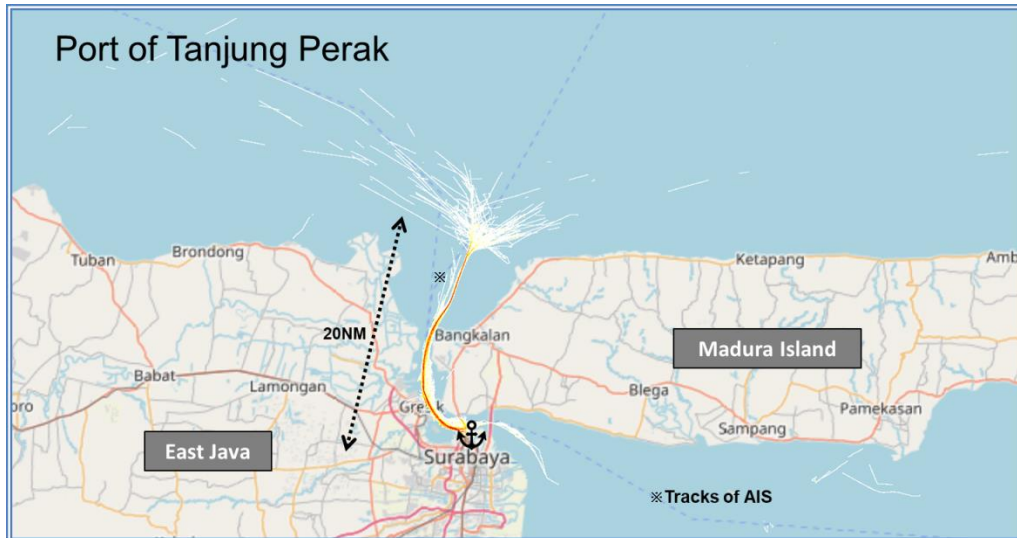 Port of Tanjung Perak
Tuban
Brondong
Ketapang
Amb
※
20NM
Bangkalan
Madura Island
Babat
Lamongan
Gresik
Blega
Pamekasan
oro
Sampang
East Java
Surabaya
※Tracks of AIS